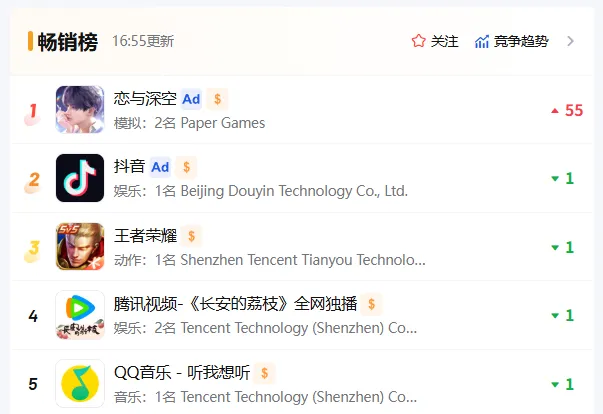 畅销榜 16:55更新 关注 竞争趋势
1 恋与深空 Ad $ 55
模拟：2名 Paper Games
2 抖音 Ad $ 1
娱乐：1名 Beijing Douyin Technology Co., Ltd.
5v5
3 王者荣耀 $ 1
动作：1名 Shenzhen Tencent Tianyou Technolo...
4 腾讯视频-《长安的荔枝》全网独播 $ 1
娱乐：2名 Tencent Technology (Shenzhen) Co...
5 QQ音乐 - 听我想听 $ 1
音乐：1名 Tencent Technology (Shenzhen) Co...